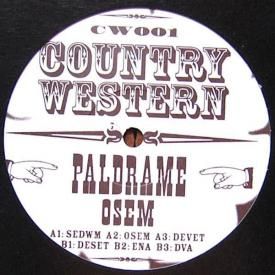 CW001
COUNTRY
WESTERN
PALDRAME
OSEM
A1: SEDWM A2: OSEM A3: DEVET
B1: DESET B2: ENA B3: DVA